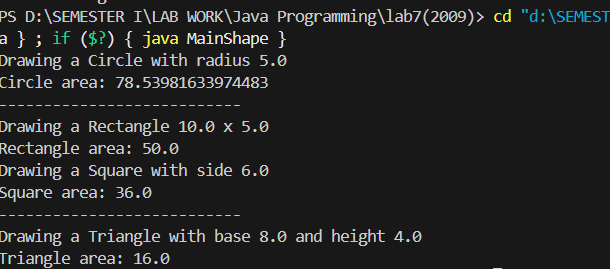 PS D:\SEMESTER I\LAB WORK\Java Programming\lab7(2009)> cd "d:\SEMEST
a } ; if ($?) { java MainShape }
Drawing a Circle with radius 5.0
Circle area: 78.53981633974483
---------------------------
Drawing a Rectangle 10.0 x 5.0
Rectangle area: 50.0
Drawing a Square with side 6.0
Square area: 36.0
---------------------------
Drawing a Triangle with base 8.0 and height 4.0
Triangle area: 16.0